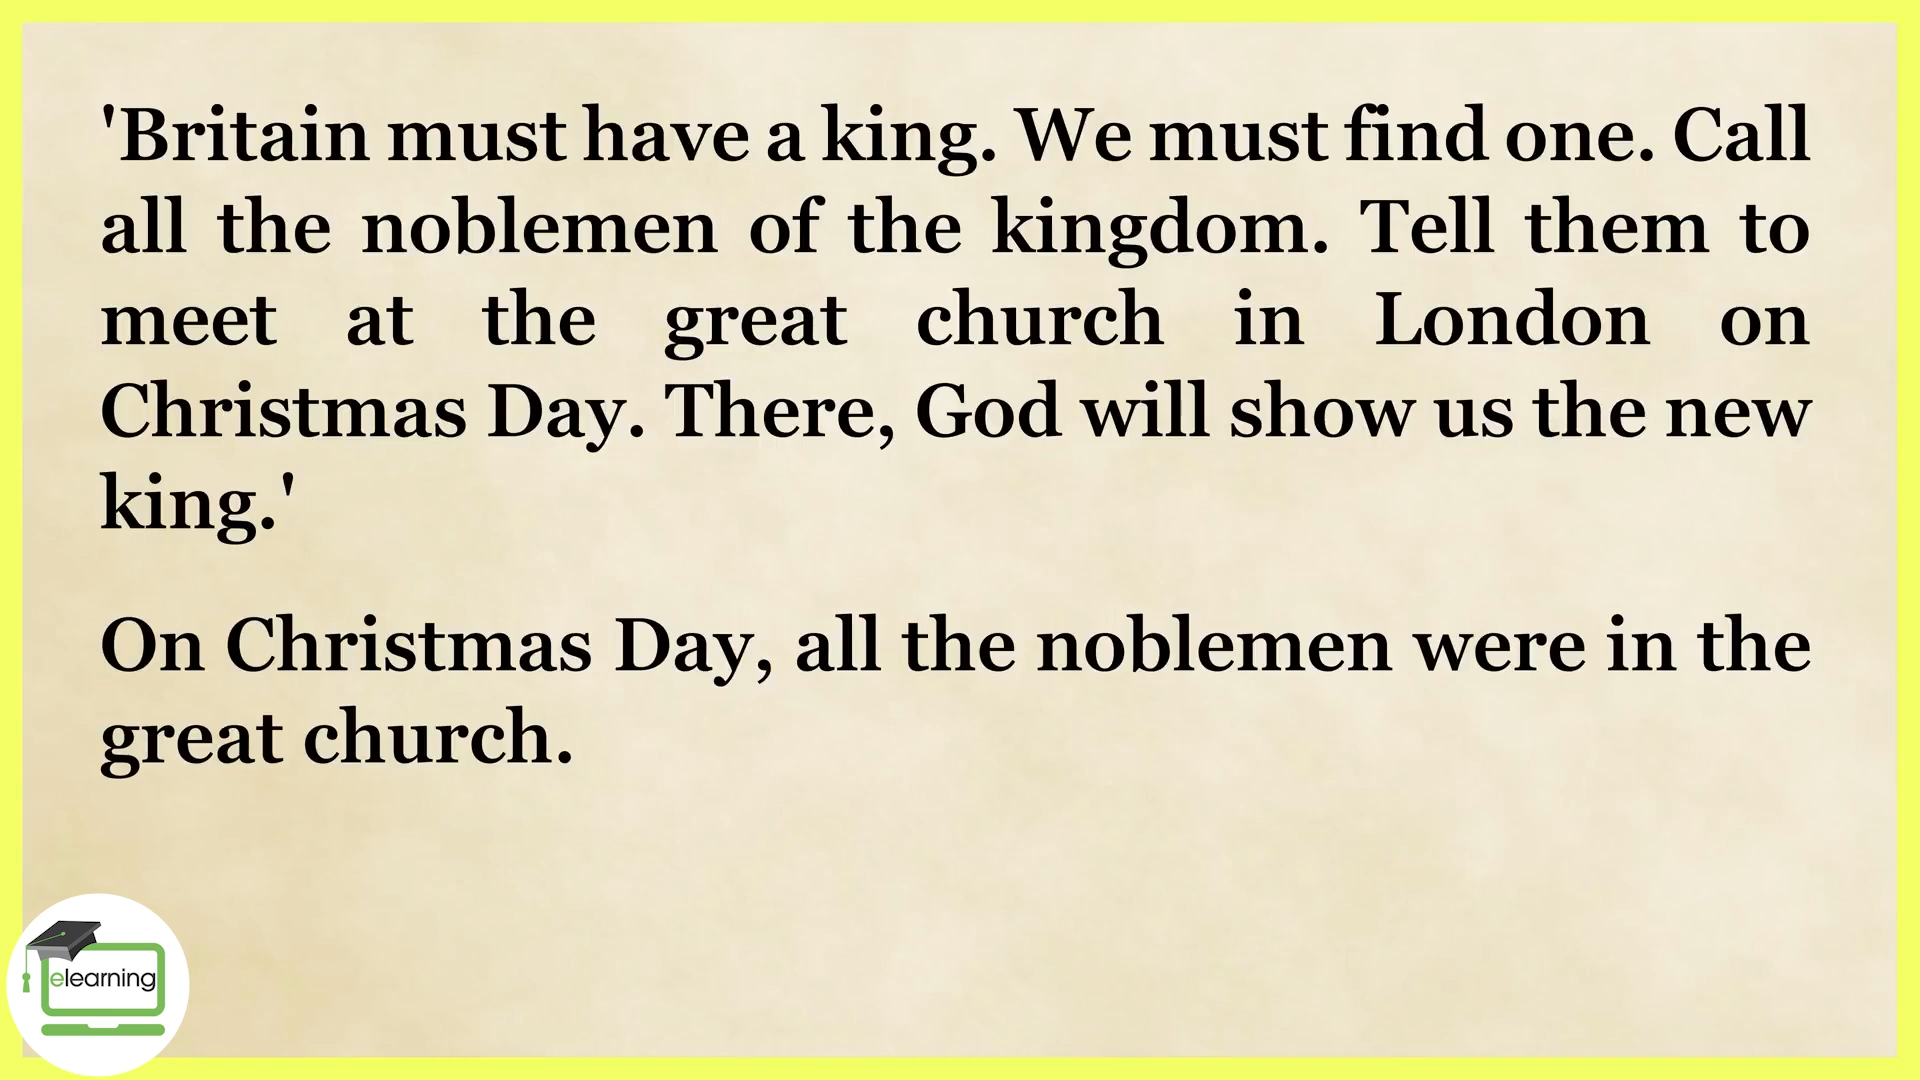 'Britain must have a king. We must find one. Call
all the noblemen of the kingdom. Tell them to
meet at the great church in London on
Christmas Day. There, God will show us the new
king.'
On Christmas Day, all the noblemen were in the
great church.
elearning